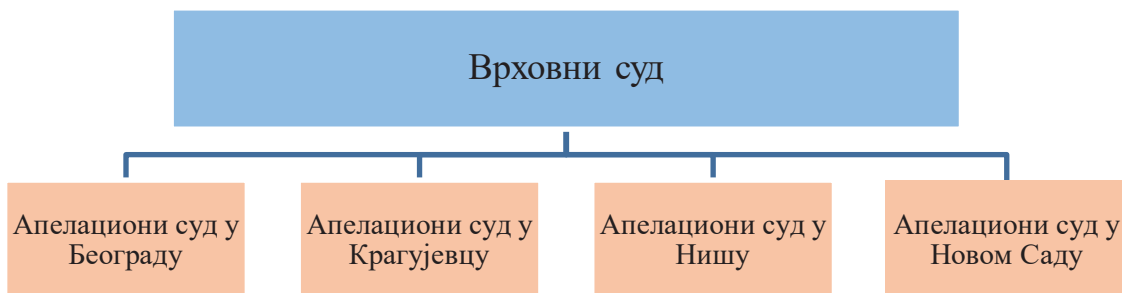 Врховни суд
Апелациони суд у
Београду
Апелациони суд у
Крагујевцу
Апелациони суд у
Нишу
Апелациони суд у
Новом Саду